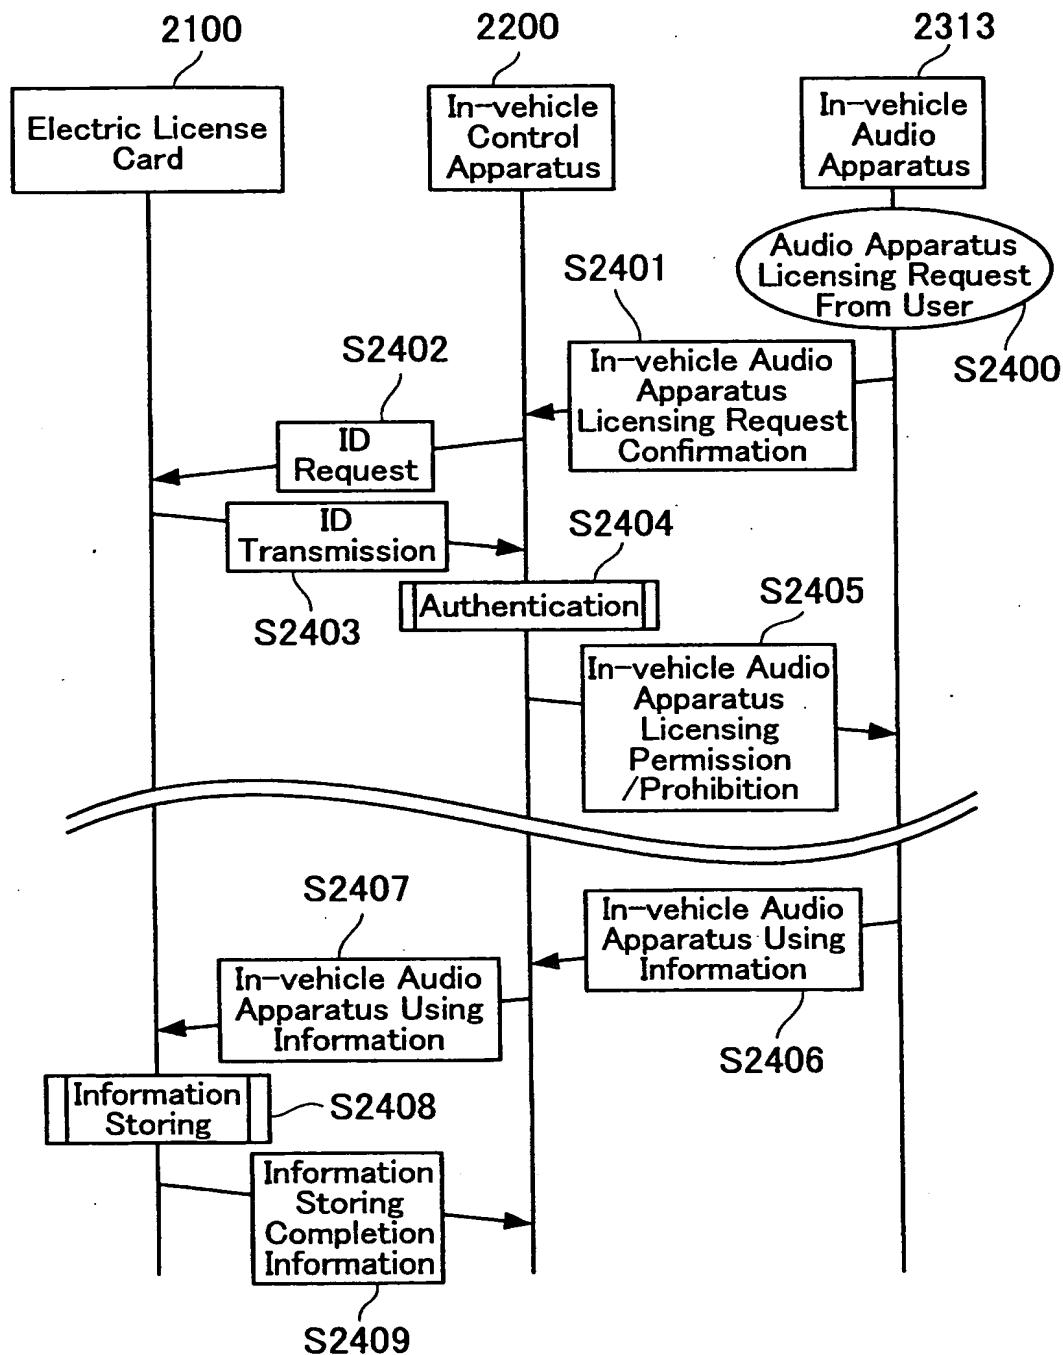 2100
2200
2313
Electric License
Card
In-vehicle
Control
Apparatus
In-vehicle
Audio
Apparatus
Audio Apparatus
Licensing Request
From User
S2400
S2401
In-vehicle Audio
Apparatus
Licensing Request
Confirmation
S2402
ID
Request
ID
Transmission
S2403
S2404
Authentication
S2405
In-vehicle Audio
Apparatus
Licensing
Permission
/Prohibition
In-vehicle Audio
Apparatus Using
Information
S2406
S2407
In-vehicle Audio
Apparatus Using
Information
Information
Storing
S2408
Information
Storing
Completion
Information
S2409